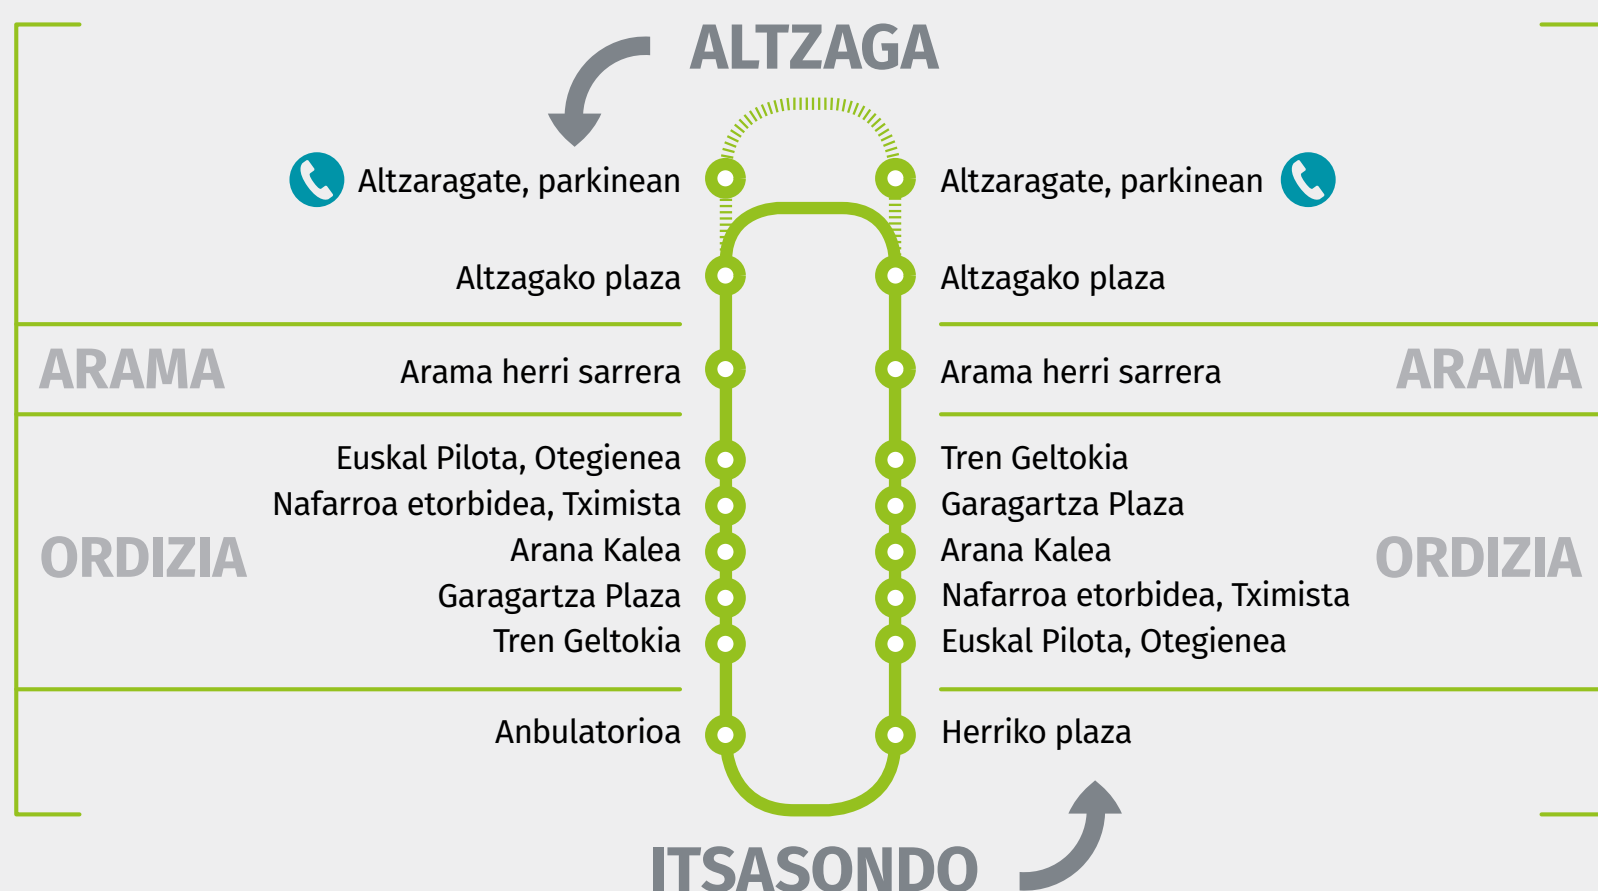 ALTZAGA
Altzaragate, parkinean
Altzaragate, parkinean
Altzagako plaza
Altzagako plaza
ARAMA
Arama herri sarrera
Arama herri sarrera
ARAMA
Euskal Pilota, Otegienea
Nafarroa etorbidea, Tximista
ORDIZIA
Arana Kalea
Garagartza Plaza
Tren Geltokia
Tren Geltokia
Garagartza Plaza
Arana Kalea
ORDIZIA
Nafarroa etorbidea, Tximista
Euskal Pilota, Otegienea
Anbulatorioa
Herriko plaza
ITSASONDO